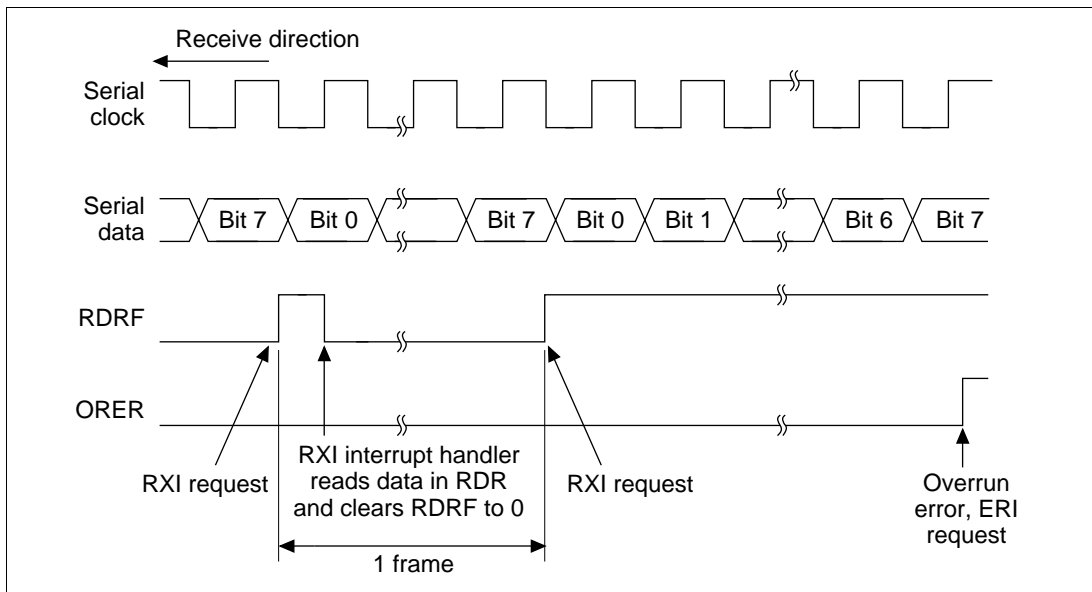 Receive direction
Serial
clock
Serial
data
Bit 7
Bit 0
Bit 7
Bit 0
Bit 1
Bit 6
Bit 7
RDRF
ORER
RXI request
RXI interrupt handler
reads data in RDR
and clears RDRF to 0
RXI request
Overrun
error, ERI
request
1 frame